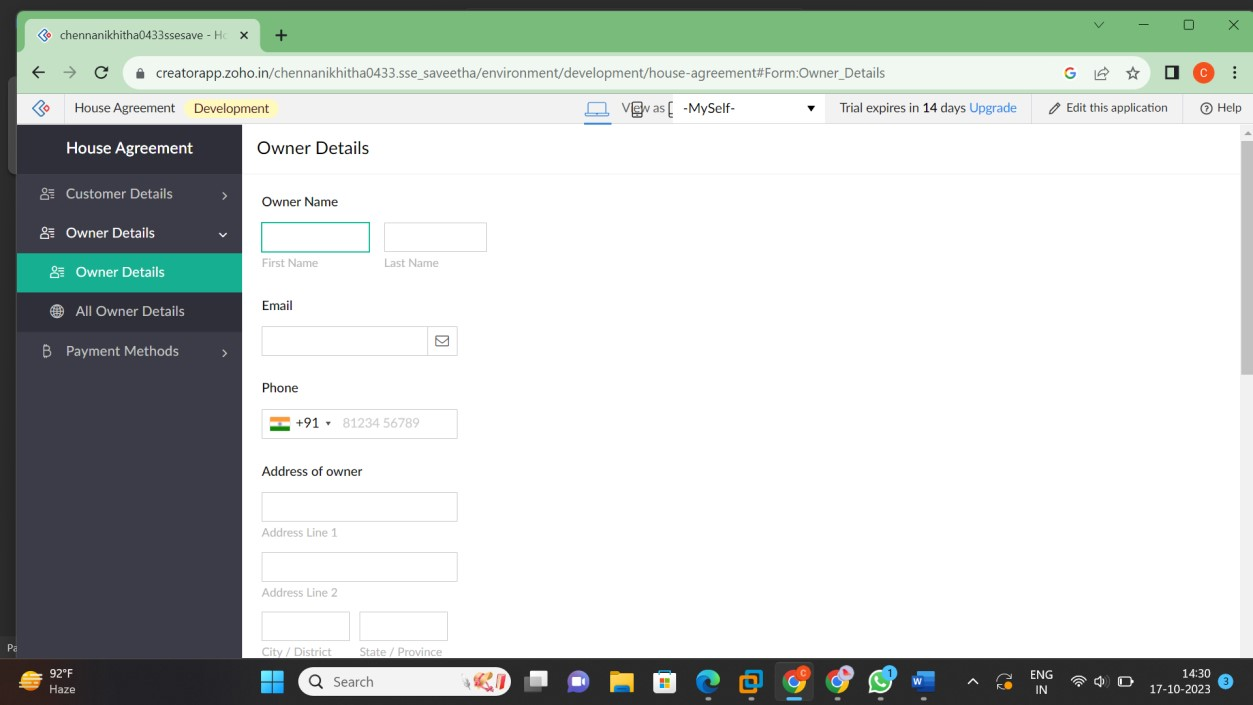 chennanikhitha0433ssesave - Ho
creatorapp.zoho.in/chennanikhitha0433.sse_saveetha/environment/development/house-agreement#Form:Owner_Details
C
House Agreement
Development
View as
-MySelf-
Trial expires in 14 days Upgrade
Edit this application
Help
House Agreement
Customer Details
Owner Details
Owner Details
All Owner Details
Payment Methods
Owner Details
Owner Name
First Name
Last Name
Email
Phone
+91
81234 56789
Address of owner
Address Line 1
Address Line 2
City / District
State / Province
Pa
92°F
Haze
Search
C
1
W
ENG
IN
14:30
17-10-2023
3